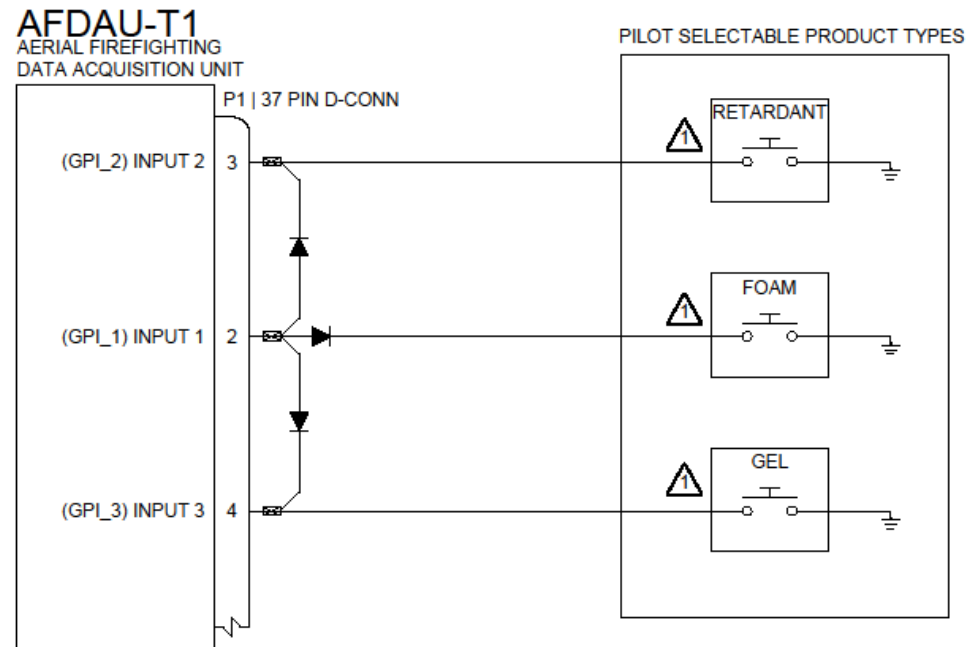 AFDAU-T1
AERIAL FIREFIGHTING
DATA ACQUISITION UNIT
P1 | 37 PIN D-CONN
PILOT SELECTABLE PRODUCT TYPES
(GPI_2) INPUT 2
3
1
RETARDANT
(GPI_1) INPUT 1
2
1
FOAM
(GPI_3) INPUT 3
4
1
GEL